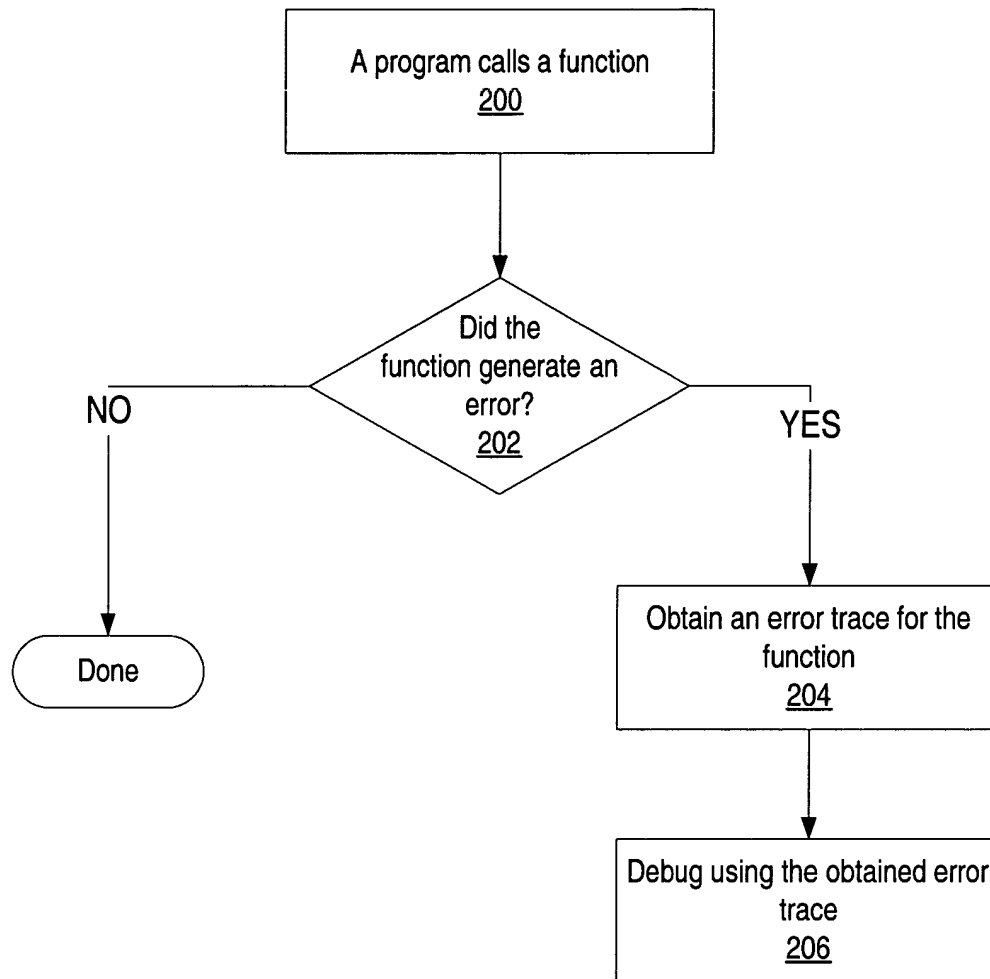 A program calls a function
200
Did the
function generate an
error?
202
NO
YES
Done
Obtain an error trace for the
function
204
Debug using the obtained error
trace
206